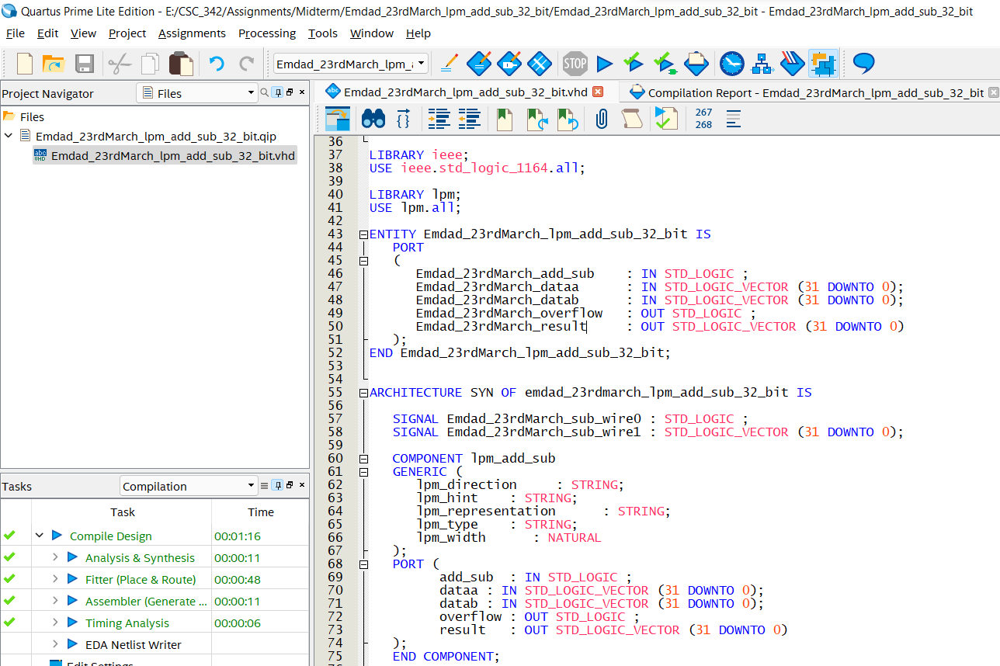 Quartus Prime Lite Edition - E:/CSC_342/Assignments/Midterm/Emdad_23rdMarch_lpm_add_sub_32_bit/Emdad_23rdMarch_lpm_add_sub_32_bit - Emdad_23rdMarch_lpm_add_sub_32_bit
File Edit View Project Assignments Processing Tools Window Help
Emdad_23rdMarch_lpm_ STOP
Project Navigator Files
Files
Emdad_23rdMarch_lpm_add_sub_32_bit.qip
abc VHD Emdad_23rdMarch_lpm_add_sub_32_bit.vhd
abc Emdad_23rdMarch_lpm_add_sub_32_bit.vhd Compilation Report - Emdad_23rdMarch_lpm_add_sub_32_bit
267
268
36
37 LIBRARY ieee;
38 USE ieee.std_logic_1164.all;
39
40 LIBRARY lpm;
41 USE lpm.all;
42
43 ENTITY Emdad_23rdMarch_lpm_add_sub_32_bit IS
44 PORT
45 (
46 Emdad_23rdMarch_add_sub : IN STD_LOGIC ;
47 Emdad_23rdMarch_dataa : IN STD_LOGIC_VECTOR (31 DOWNTO 0);
48 Emdad_23rdMarch_datab : IN STD_LOGIC_VECTOR (31 DOWNTO 0);
49 Emdad_23rdMarch_overflow : OUT STD_LOGIC ;
50 Emdad_23rdMarch_result : OUT STD_LOGIC_VECTOR (31 DOWNTO 0)
51 );
52 END Emdad_23rdMarch_lpm_add_sub_32_bit;
53
54
55 ARCHITECTURE SYN OF emdad_23rdmarch_lpm_add_sub_32_bit IS
56
57 SIGNAL Emdad_23rdMarch_sub_wire0 : STD_LOGIC ;
58 SIGNAL Emdad_23rdMarch_sub_wire1 : STD_LOGIC_VECTOR (31 DOWNTO 0);
59
60 COMPONENT lpm_add_sub
61 GENERIC (
62 lpm_direction : STRING;
63 lpm_hint : STRING;
64 lpm_representation : STRING;
65 lpm_type : STRING;
66 lpm_width : NATURAL
67 );
68 PORT (
69 add_sub : IN STD_LOGIC ;
70 dataa : IN STD_LOGIC_VECTOR (31 DOWNTO 0);
71 datab : IN STD_LOGIC_VECTOR (31 DOWNTO 0);
72 overflow : OUT STD_LOGIC ;
73 result : OUT STD_LOGIC_VECTOR (31 DOWNTO 0)
74 );
75 END COMPONENT;
Tasks Compilation
Task Time
Compile Design 00:01:16
Analysis & Synthesis 00:00:11
Fitter (Place & Route) 00:00:48
Assembler (Generate ... 00:00:11
Timing Analysis 00:00:06
EDA Netlist Writer
Edit Settings